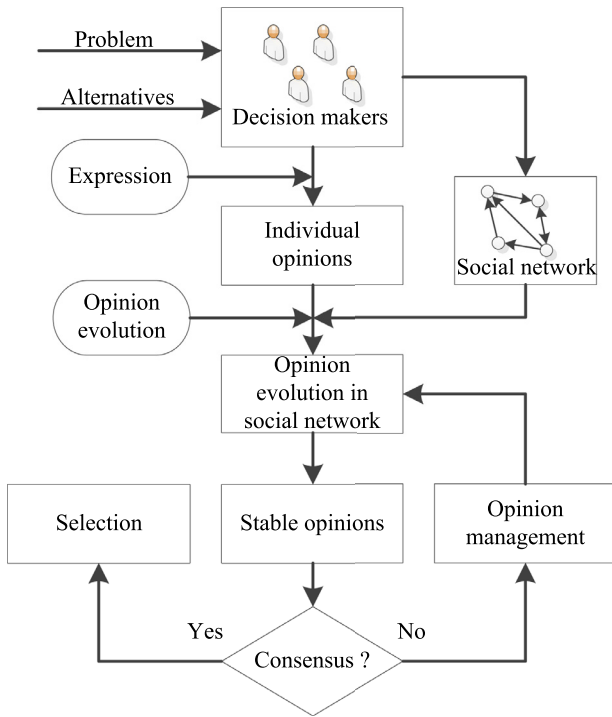 Problem
Alternatives
Decision makers
Expression
Individual
opinions
Social network
Opinion
evolution
Opinion
evolution in
social network
Selection
Stable opinions
Opinion
management
Yes
No
Consensus ?